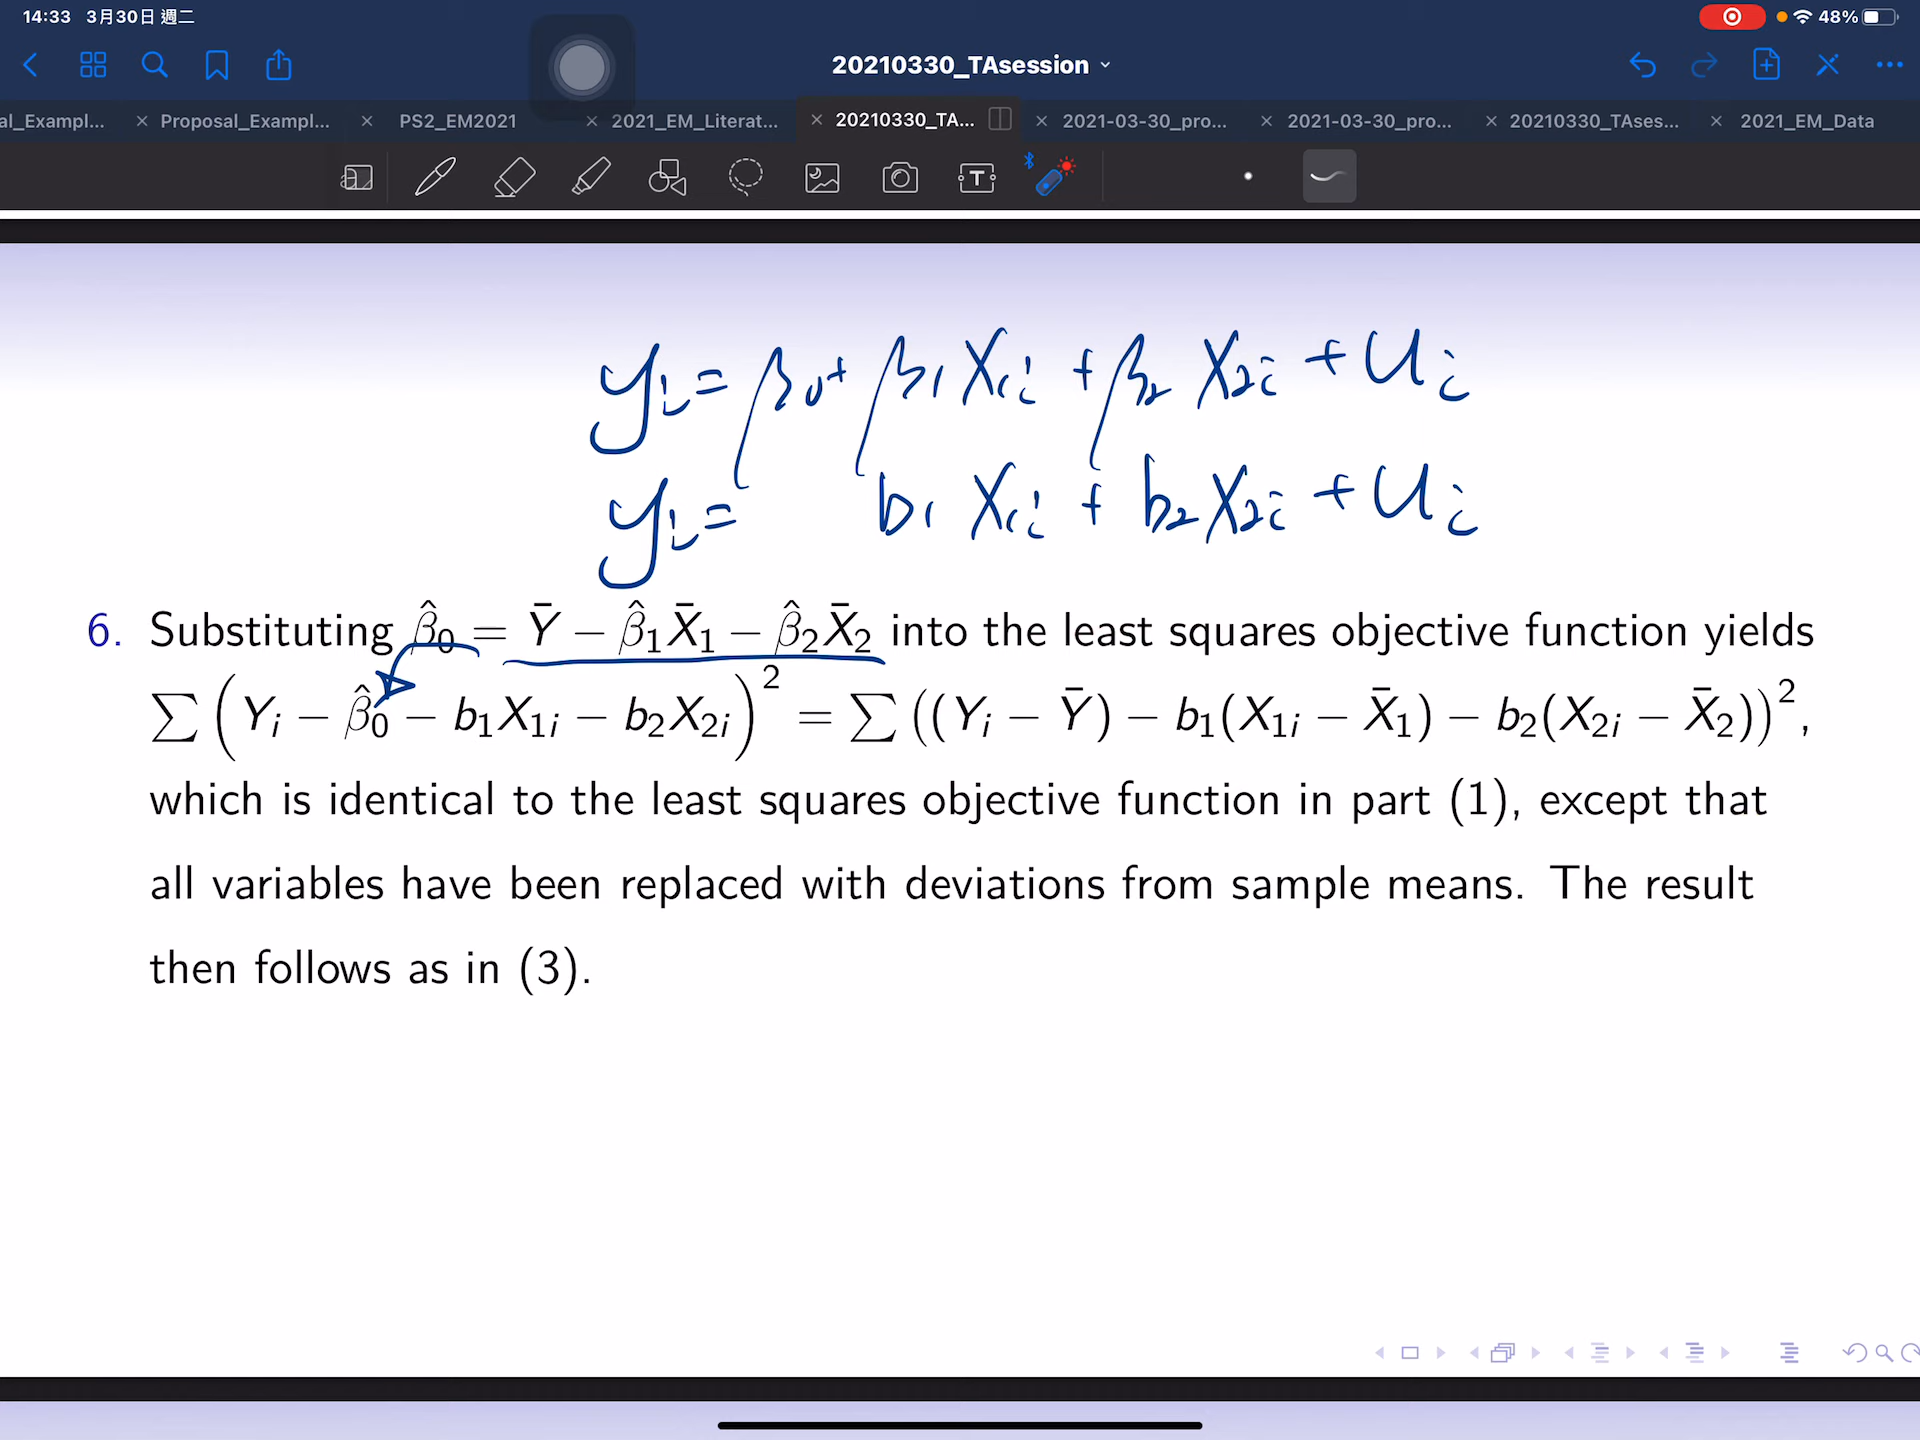 14:33 3月30日 週二 48%
20210330_TAsession
al_Exampl... × Proposal_Exampl... × PS2_EM2021 × 2021_EM_Literat... × 20210330_TA... × 2021-03-30_pro... × 2021-03-30_pro... × 20210330_TAses... × 2021_EM_Data
yᵢ = β₀ + β₁ X₁ᵢ + β₂ X₂ᵢ + Uᵢ
yᵢ = b₁ X₁ᵢ + b₂ X₂ᵢ + Uᵢ
6. Substituting β̂₀ = Ȳ − β̂₁X̄₁ − β̂₂X̄₂ into the least squares objective function yields
∑ (Yᵢ − β̂₀ − b₁X₁ᵢ − b₂X₂ᵢ)² = ∑ ((Yᵢ − Ȳ) − b₁(X₁ᵢ − X̄₁) − b₂(X₂ᵢ − X̄₂))²,
which is identical to the least squares objective function in part (1), except that
all variables have been replaced with deviations from sample means. The result
then follows as in (3).